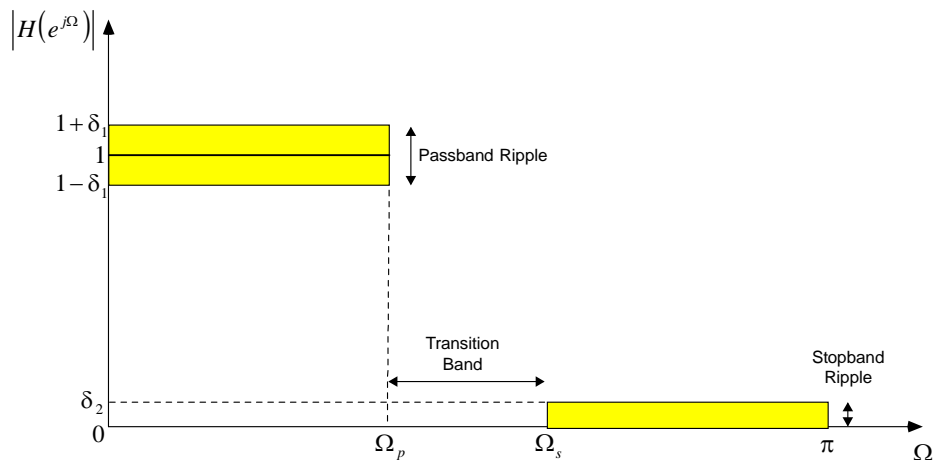 |H(e^{jΩ})|
1 + δ₁
1
1 − δ₁
Passband Ripple
Transition
Band
Stopband
Ripple
δ₂
0
Ωₚ
Ωₛ
π
Ω